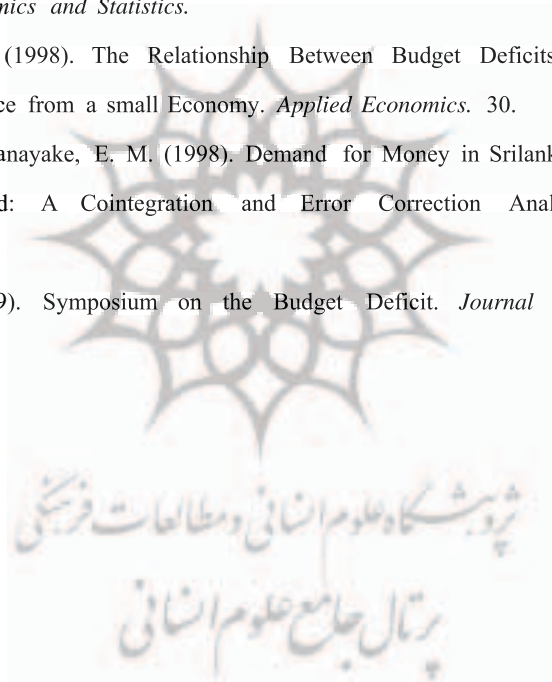 mics and Statistics.
(1998). The Relationship Between Budget Deficits
ce from a small Economy. Applied Economics. 30.
anayake, E. M. (1998). Demand for Money in Srilank
d: A Cointegration and Error Correction Anal
9). Symposium on the Budget Deficit. Journal
پژوهشگاه علوم انسانی و مطالعات فرهنگی
پرتال جامع علوم انسانی